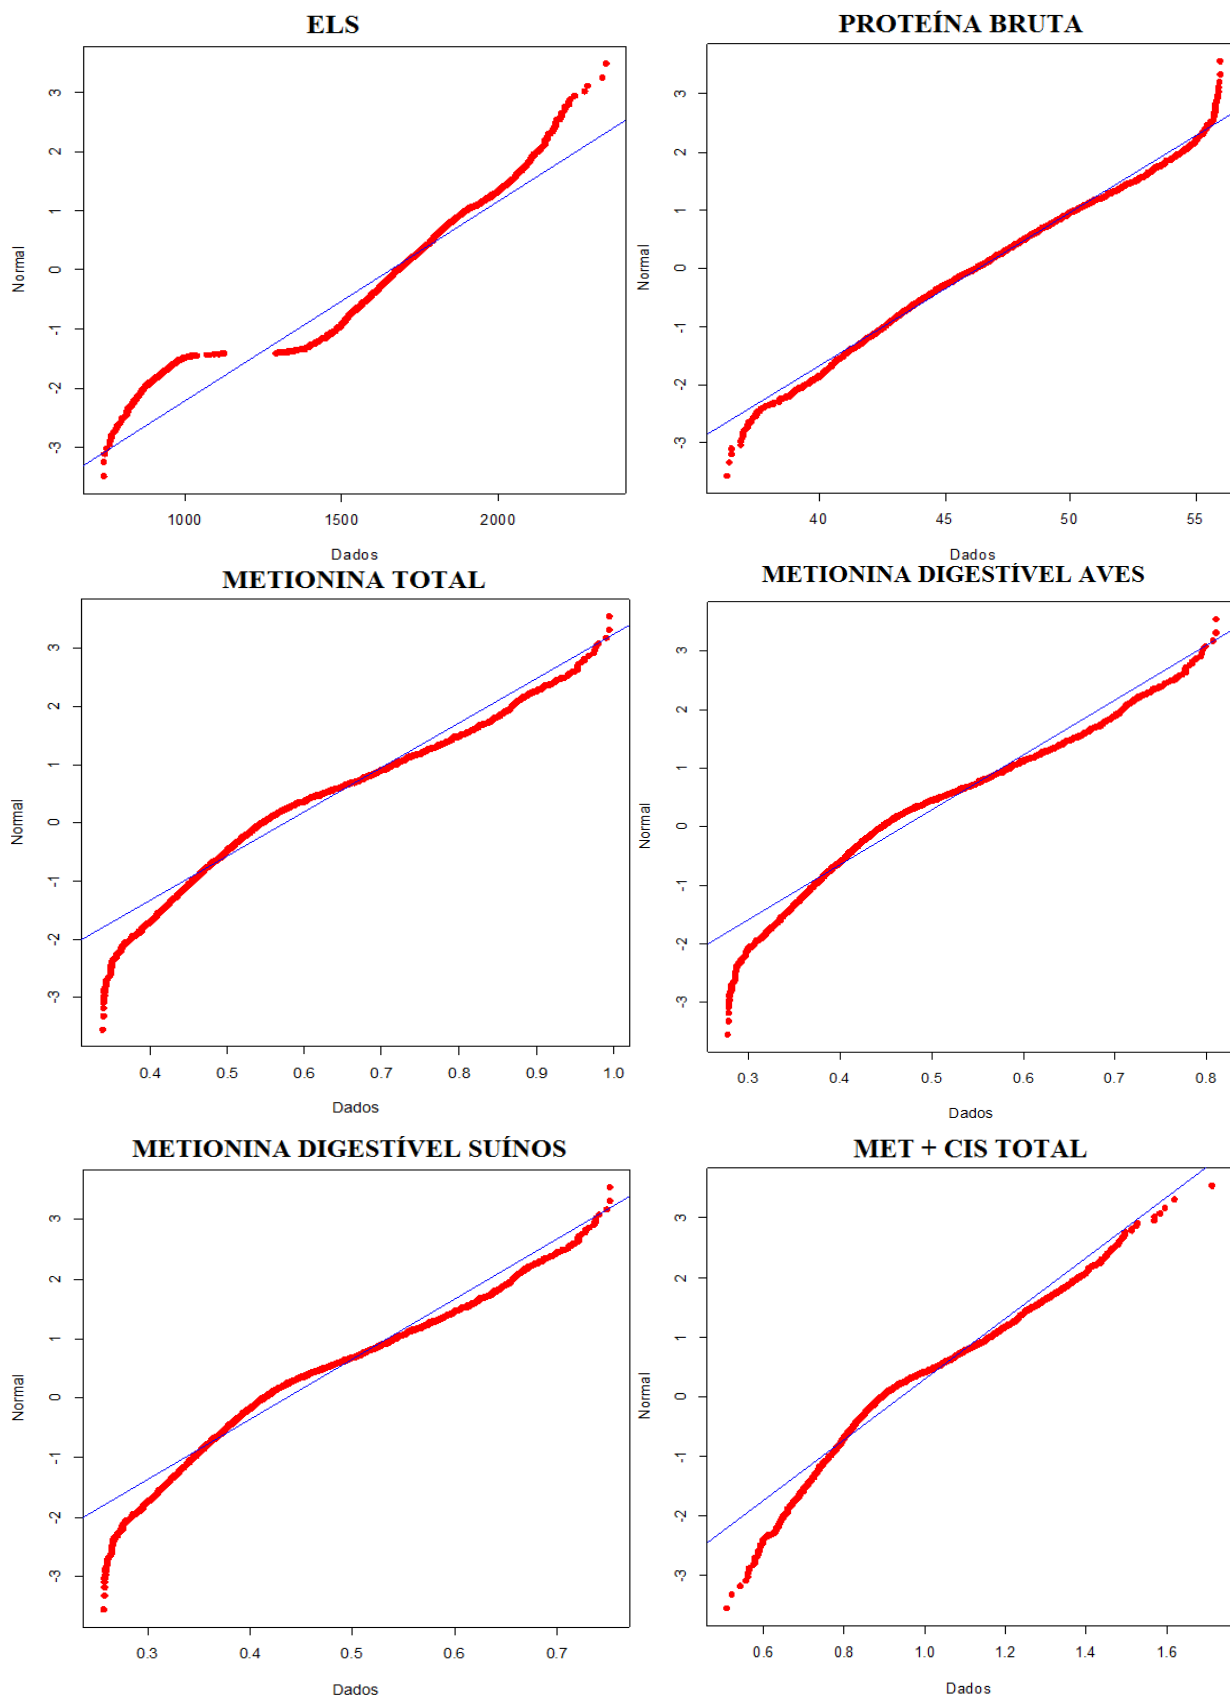 ELS
PROTEÍNA BRUTA
3
2
1
0
-1
-2
-3
Normal
1000 1500 2000
Dados
3
2
1
0
-1
-2
-3
Normal
40 45 50 55
Dados
METIONINA TOTAL
METIONINA DIGESTÍVEL AVES
3
2
1
0
-1
-2
-3
Normal
0.4 0.5 0.6 0.7 0.8 0.9 1.0
Dados
3
2
1
0
-1
-2
-3
Normal
0.3 0.4 0.5 0.6 0.7 0.8
Dados
METIONINA DIGESTÍVEL SUÍNOS
MET + CIS TOTAL
3
2
1
0
-1
-2
-3
Normal
0.3 0.4 0.5 0.6 0.7
Dados
3
2
1
0
-1
-2
-3
Normal
0.6 0.8 1.0 1.2 1.4 1.6
Dados